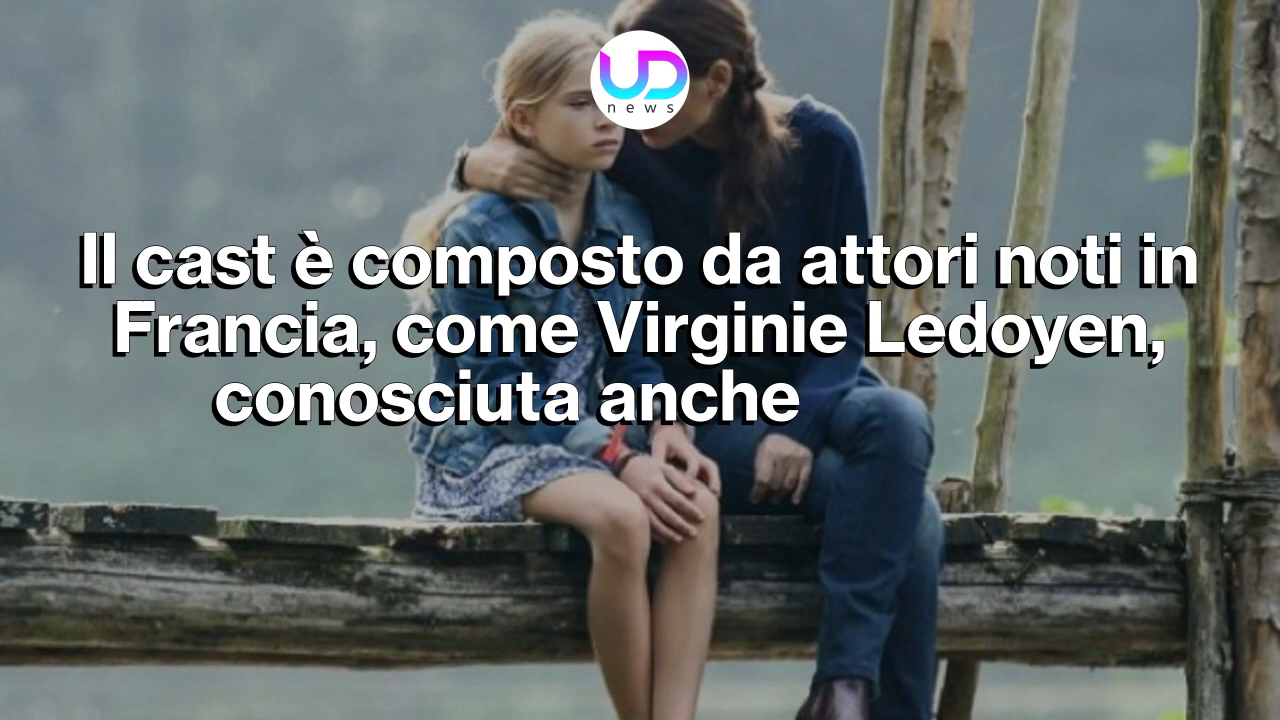 UD
news
Il cast è composto da attori noti in
Francia, come Virginie Ledoyen,
conosciuta anche